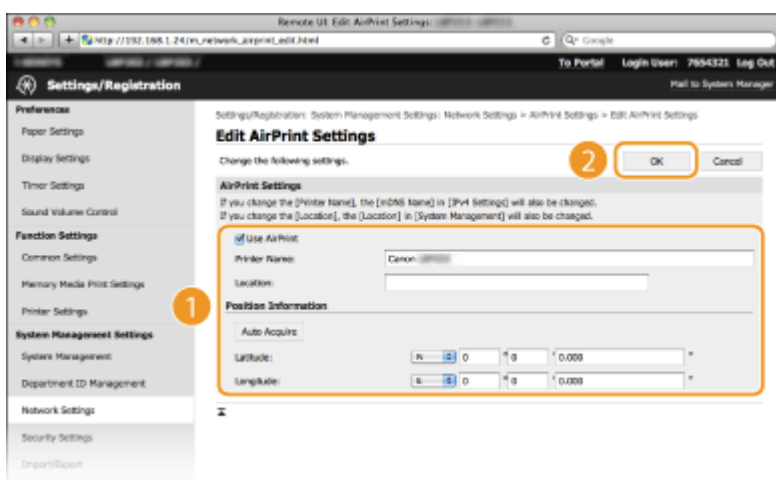 Remote UI: Edit AirPrint Settings:
http://192.168.1.24/m_network_airprint_edit.html
Google
To Portal Login User: 7654321 Log Out
Settings/Registration
Mail to System Manager
Preferences
Paper Settings
Display Settings
Timer Settings
Sound Volume Control
Function Settings
Common Settings
Memory Media Print Settings
Printer Settings
System Management Settings
System Management
Department ID Management
Network Settings
Security Settings
Import/Export
Settings/Registration: System Management Settings: Network Settings > AirPrint Settings > Edit AirPrint Settings
Edit AirPrint Settings
Change the following settings.
2
OK
Cancel
AirPrint Settings
If you change the [Printer Name], the [mDNS Name] in [IPv4 Settings] will also be changed.
If you change the [Location], the [Location] in [System Management] will also be changed.
1
Use AirPrint
Printer Name: Canon
Location:
Position Information
Auto Acquire
Latitude: N 0 ° 0 ' 0.000 "
Longitude: E 0 ° 0 ' 0.000 "